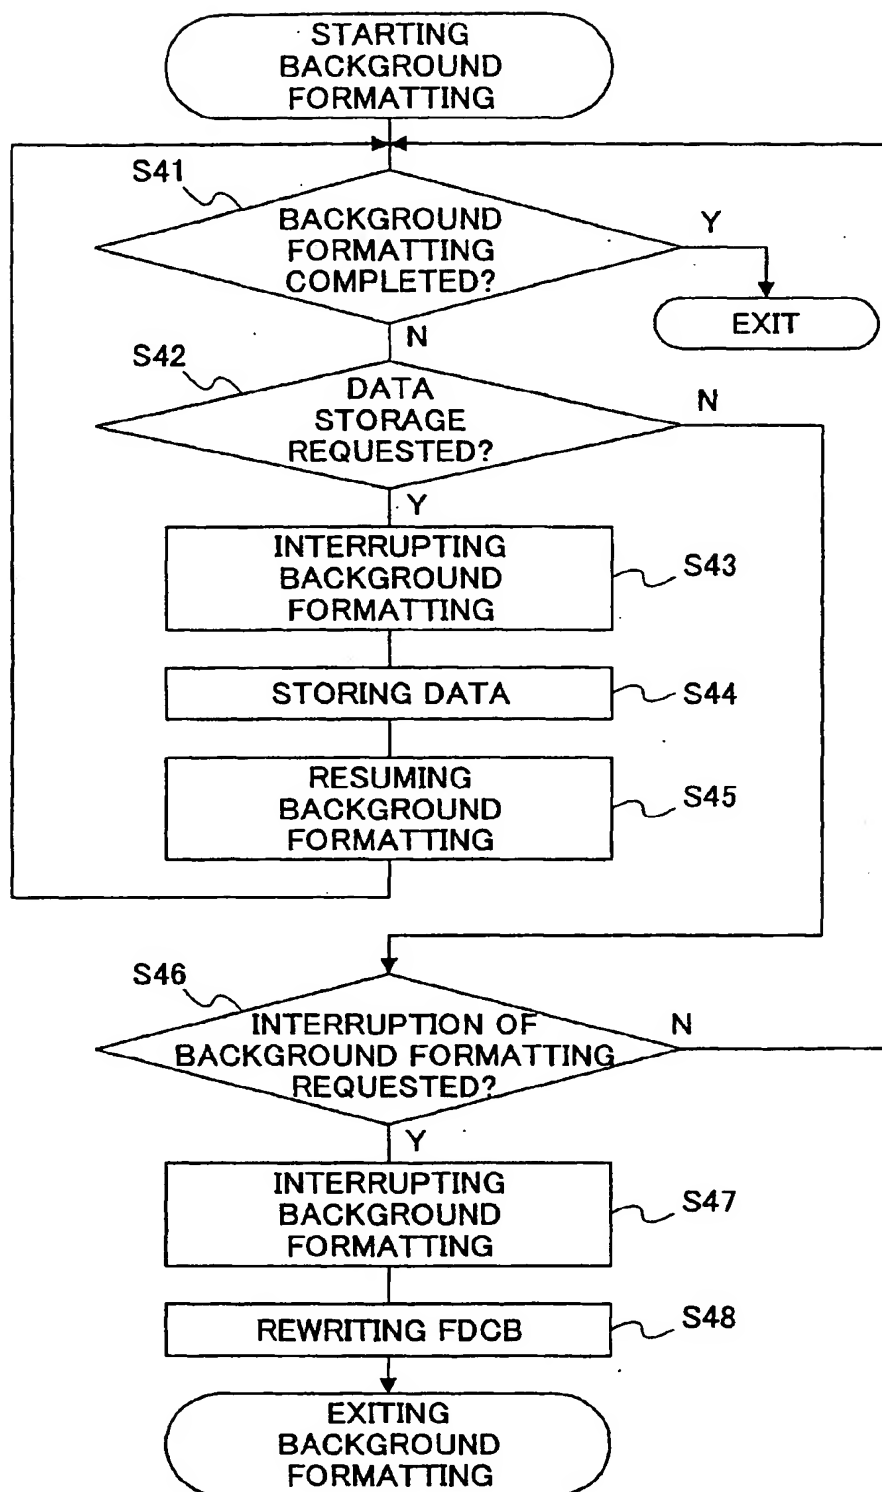 STARTING
BACKGROUND
FORMATTING
S41
BACKGROUND
FORMATTING
COMPLETED?
Y
EXIT
N
S42
DATA
STORAGE
REQUESTED?
N
Y
INTERRUPTING
BACKGROUND
FORMATTING
S43
STORING DATA
S44
RESUMING
BACKGROUND
FORMATTING
S45
S46
INTERRUPTION OF
BACKGROUND FORMATTING
REQUESTED?
N
Y
INTERRUPTING
BACKGROUND
FORMATTING
S47
REWRITING FDCB
S48
EXITING
BACKGROUND
FORMATTING